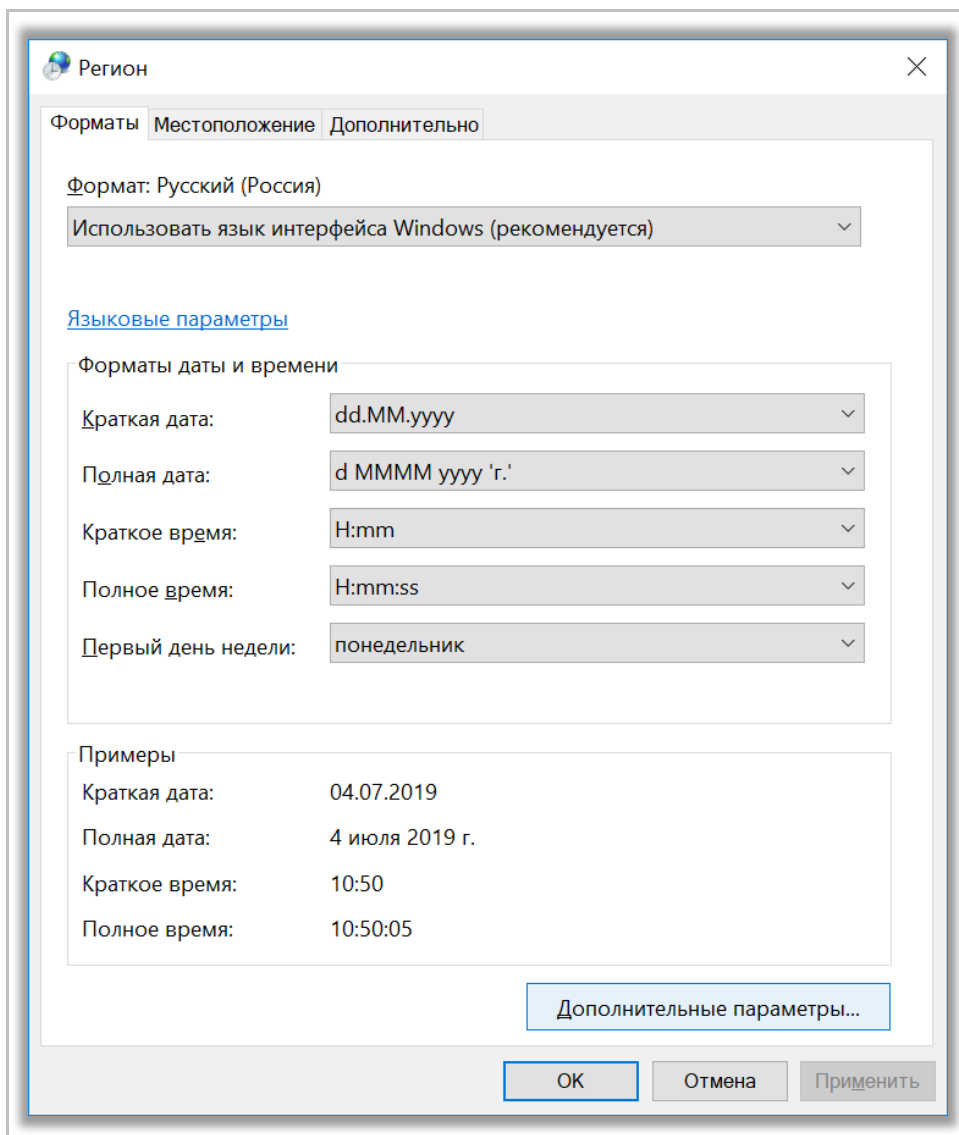 Регион
Форматы Местоположение Дополнительно
Формат: Русский (Россия)
Использовать язык интерфейса Windows (рекомендуется)
Языковые параметры
Форматы даты и времени
Краткая дата: dd.MM.yyyy
Полная дата: d MMMM yyyy 'г.'
Краткое время: H:mm
Полное время: H:mm:ss
Первый день недели: понедельник
Примеры
Краткая дата: 04.07.2019
Полная дата: 4 июля 2019 г.
Краткое время: 10:50
Полное время: 10:50:05
Дополнительные параметры...
ОК Отмена Применить